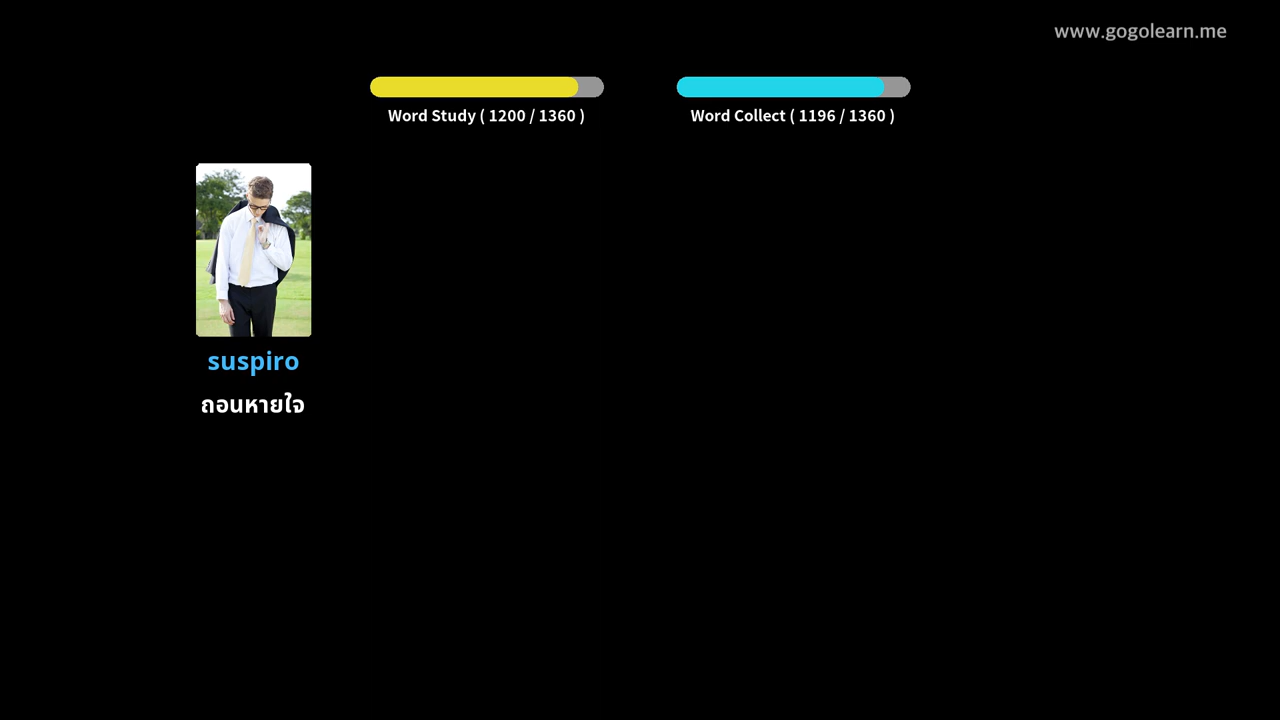 www.gogolearn.me
Word Study ( 1200 / 1360 )
Word Collect ( 1196 / 1360 )
suspiro
ถอนหายใจ